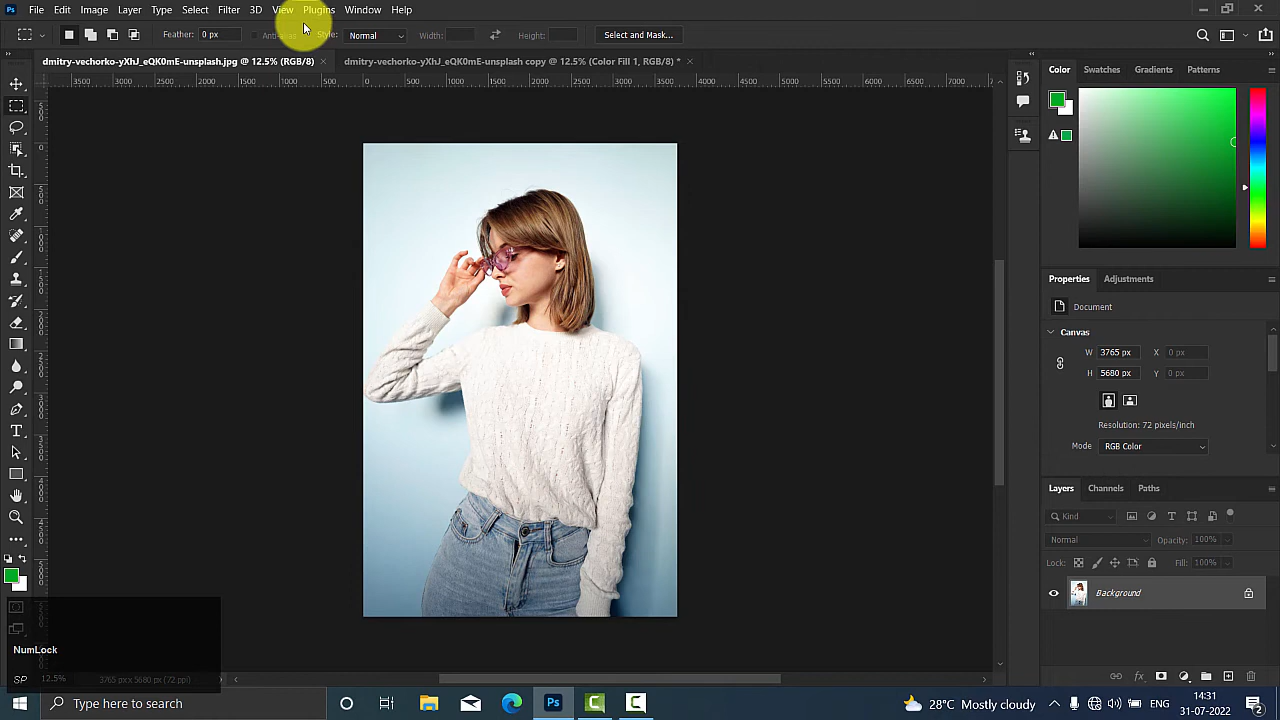 Ps File Edit Image Layer Type Select Filter 3D View Plugins Window Help
Feather: 0 px Anti-alias Style: Normal Width: Height: Select and Mask...
dmitry-vechorko-yXhJ_eQK0mE-unsplash.jpg @ 12.5% (RGB/8) dmitry-vechorko-yXhJ_eQK0mE-unsplash copy @ 12.5% (Color Fill 1, RGB/8) *
Color Swatches Gradients Patterns
Properties Adjustments
Document
Canvas
W 3765 px X 0 px
H 5680 px Y 0 px
Resolution: 72 pixels/inch
Mode RGB Color
Layers Channels Paths
Kind
Normal Opacity: 100%
Lock: Fill: 100%
Background
NumLock
SP 12.5% 3765 px x 5680 px (72 ppi)
Type here to search
Ps
28°C Mostly cloudy ENG 14:31
31-07-2022
2